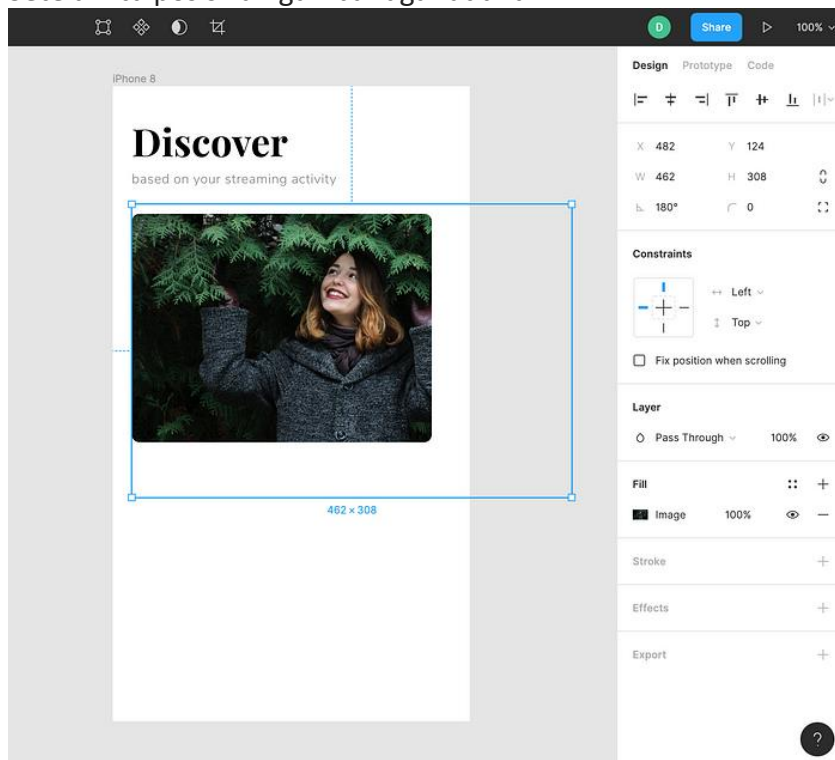 D Share 100%
Design Prototype Code
iPhone 8
X 482 Y 124
W 462 H 308
180° 0
Discover
based on your streaming activity
Constraints
Left
Top
Fix position when scrolling
Layer
Pass Through 100%
Fill
Image 100%
462 × 308
Stroke
Effects
Export
?